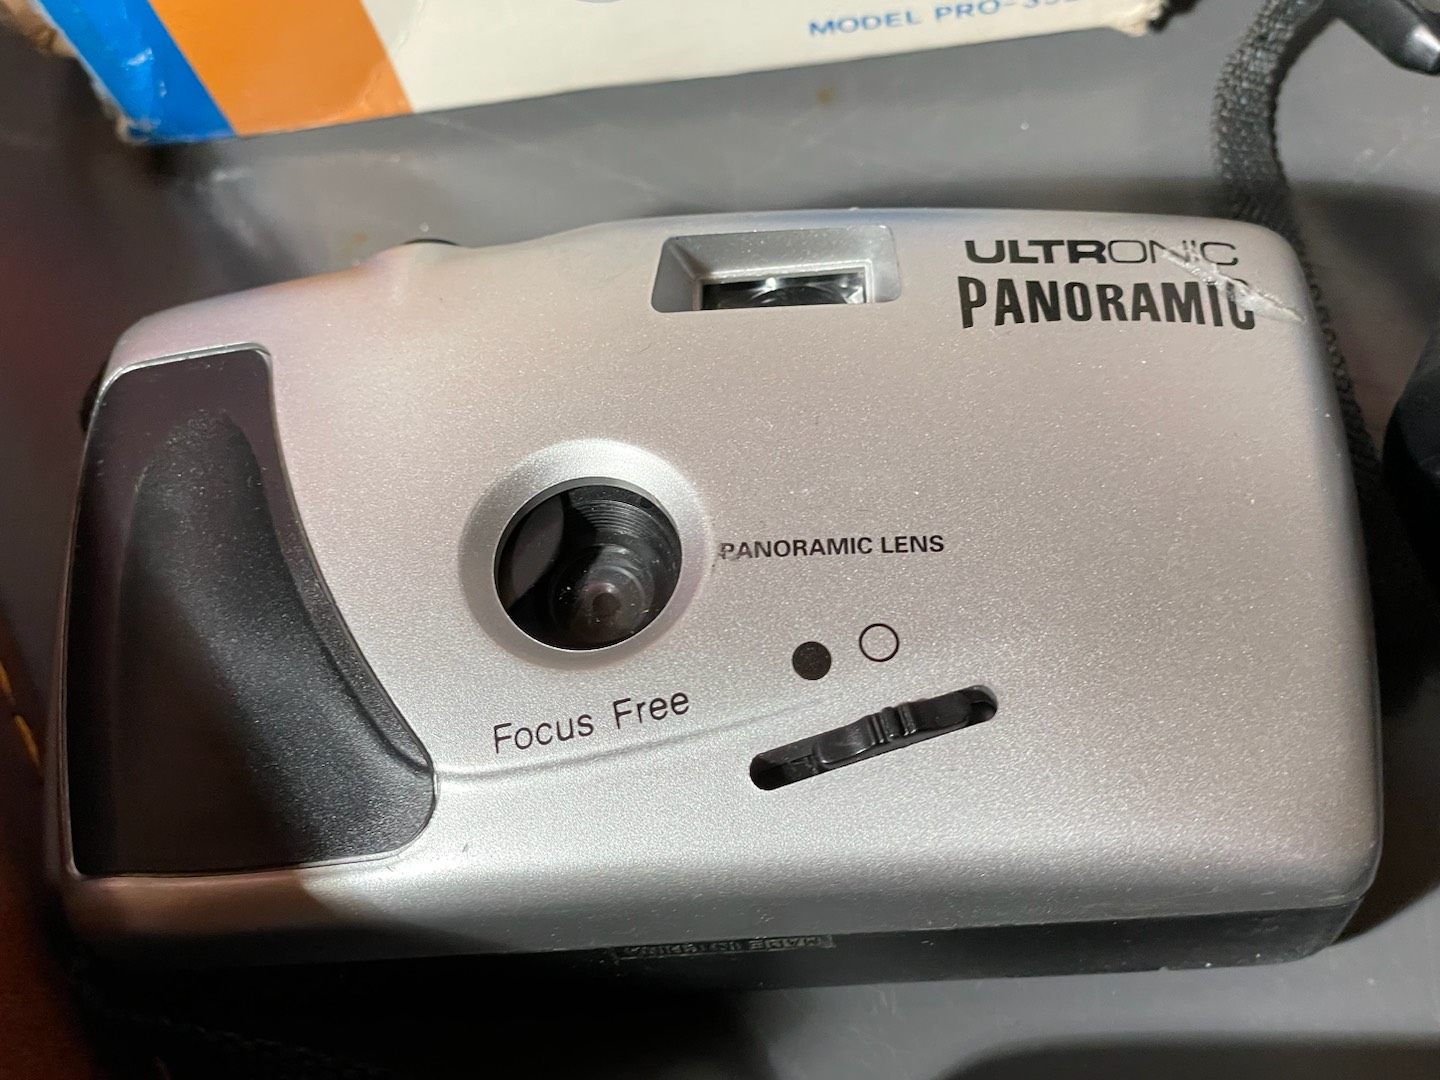 MODEL PRO-
ULTRONIC
PANORAMIC
PANORAMIC LENS
Focus Free